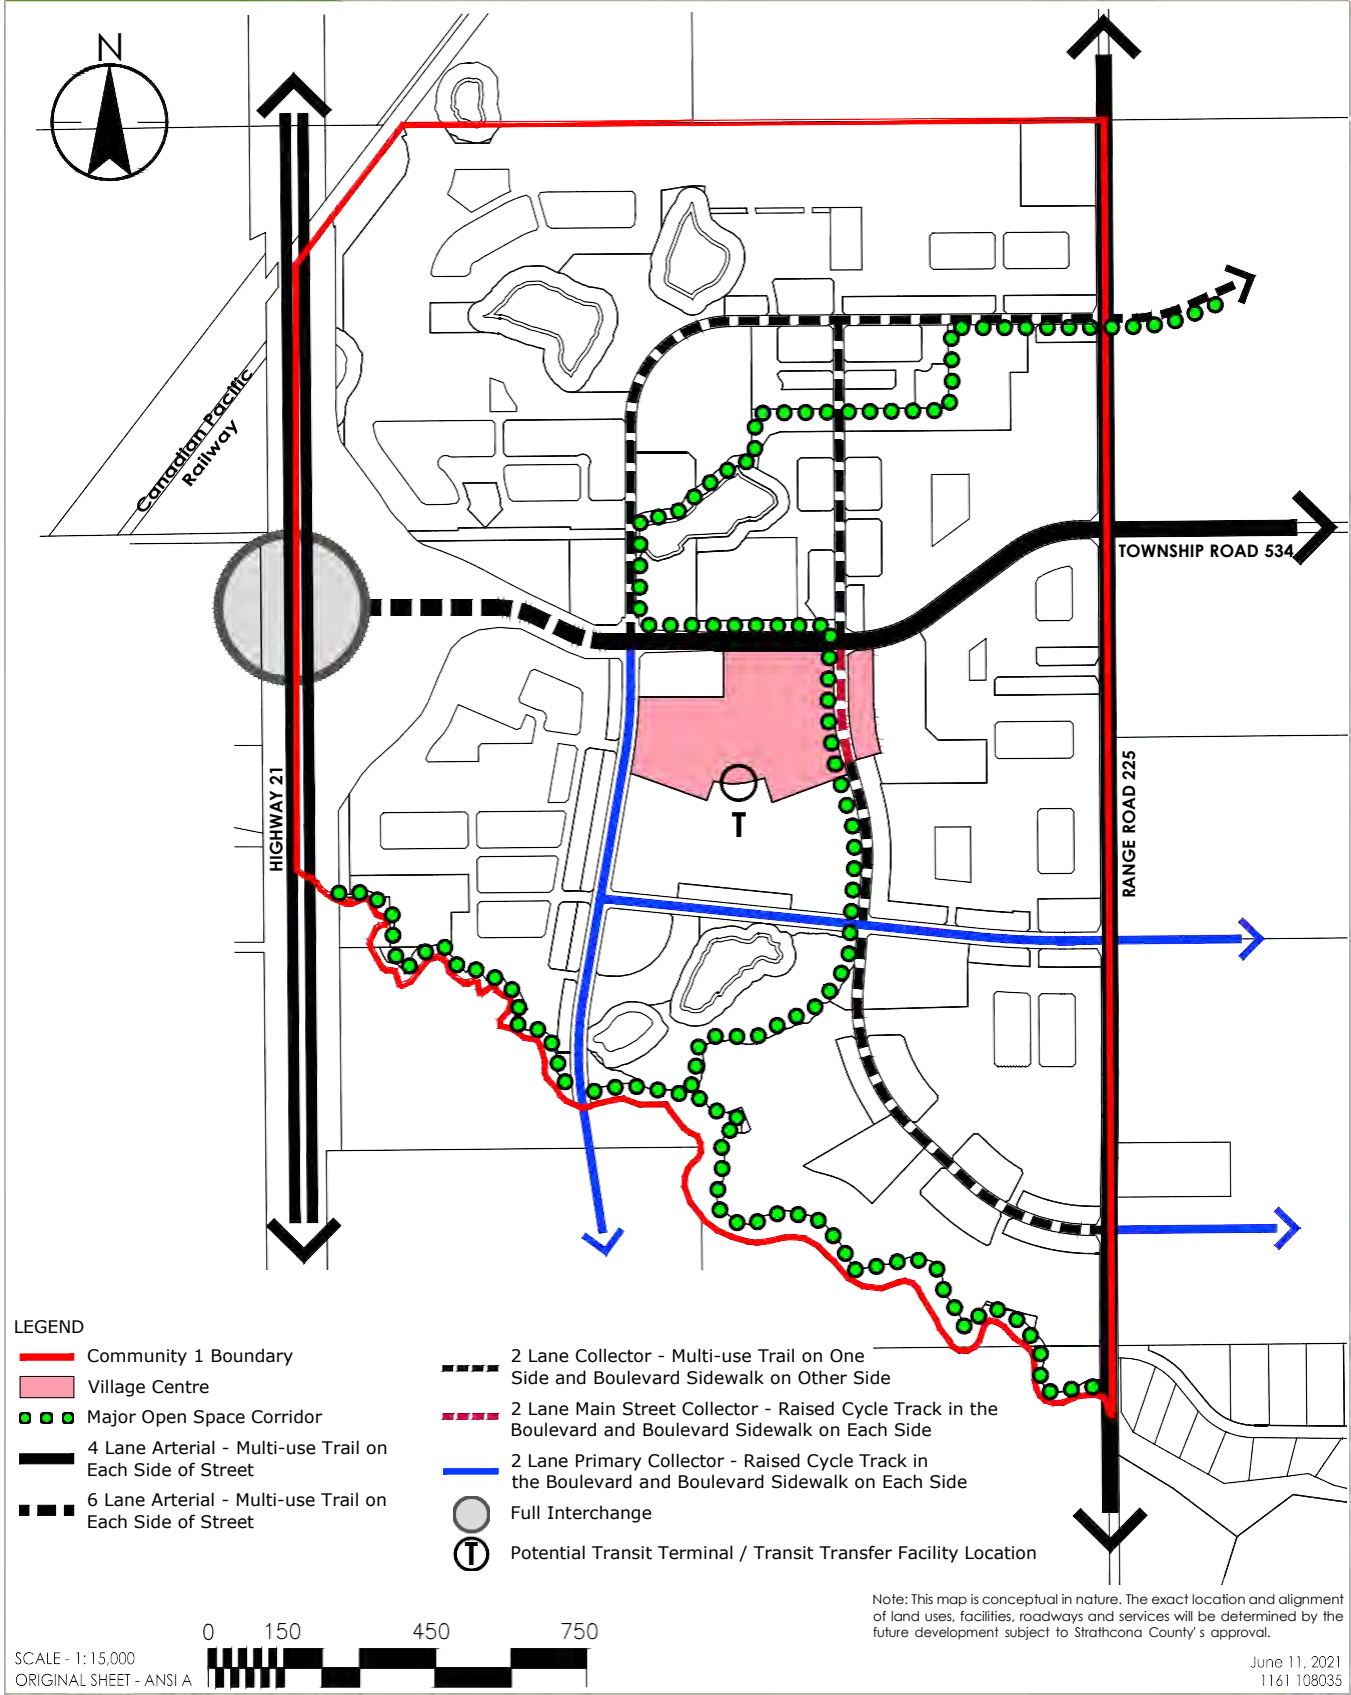 N
Canadian Pacific
Railway
TOWNSHIP ROAD 534
HIGHWAY 21
RANGE ROAD 225
T
LEGEND
Community 1 Boundary
Village Centre
Major Open Space Corridor
4 Lane Arterial - Multi-use Trail on
Each Side of Street
6 Lane Arterial - Multi-use Trail on
Each Side of Street
2 Lane Collector - Multi-use Trail on One
Side and Boulevard Sidewalk on Other Side
2 Lane Main Street Collector - Raised Cycle Track in the
Boulevard and Boulevard Sidewalk on Each Side
2 Lane Primary Collector - Raised Cycle Track in
the Boulevard and Boulevard Sidewalk on Each Side
Full Interchange
T Potential Transit Terminal / Transit Transfer Facility Location
Note: This map is conceptual in nature. The exact location and alignment
of land uses, facilities, roadways and services will be determined by the
future development subject to Strathcona County's approval.
0 150 450 750
SCALE - 1:15,000
ORIGINAL SHEET - ANSI A
June 11, 2021
1161 108035